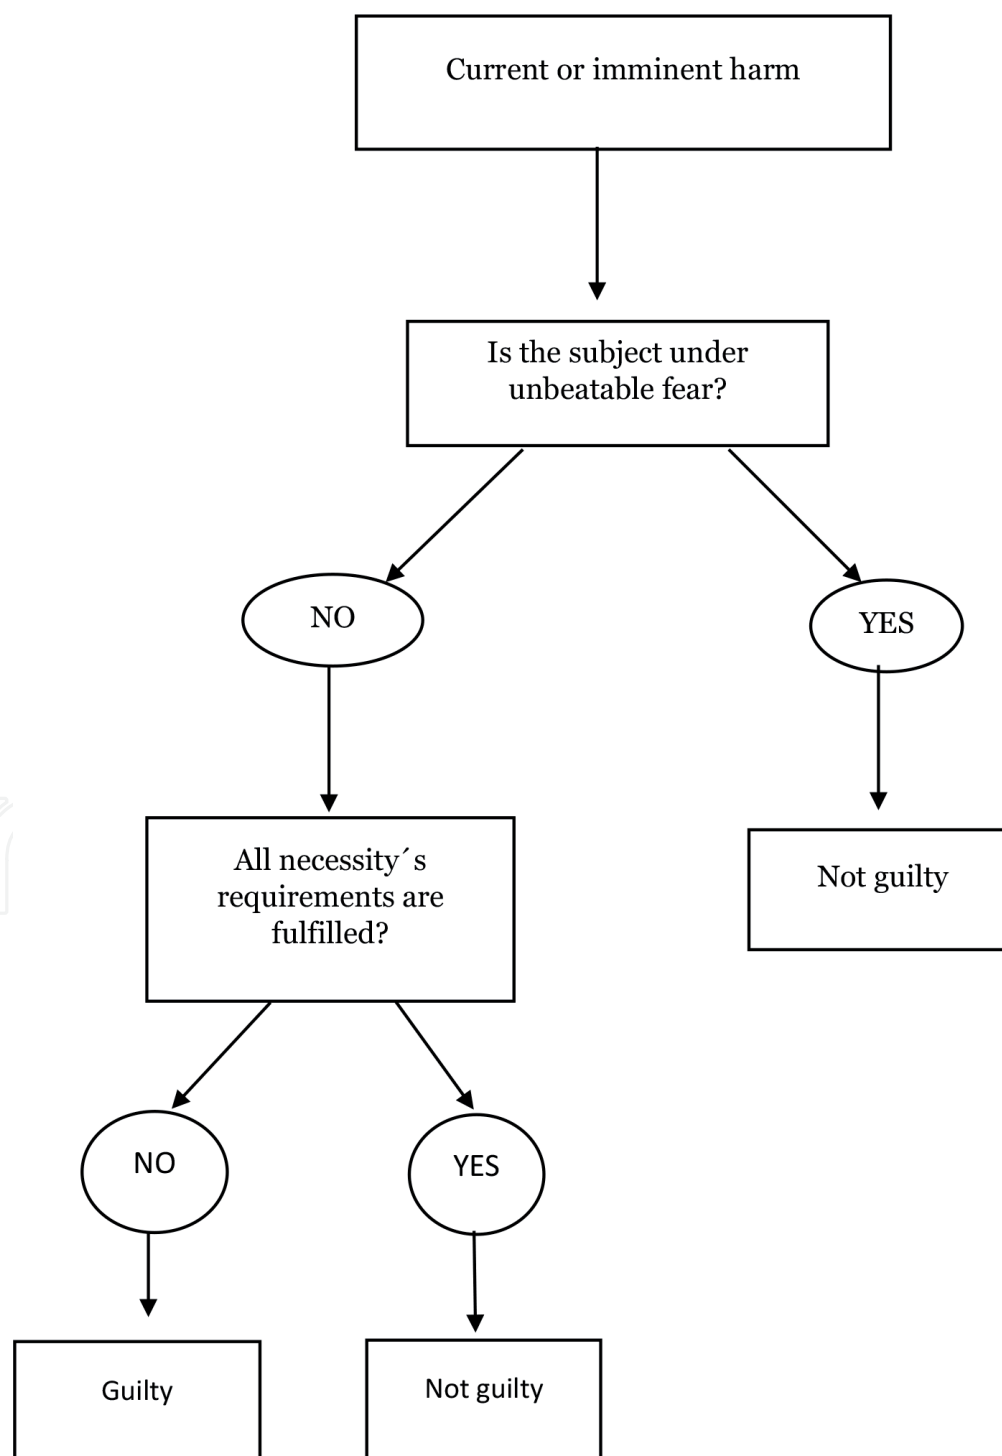 Current or imminent harm
Is the subject under
unbeatable fear?
NO
YES
All necessity´s
requirements are
fulfilled?
Not guilty
NO
YES
Guilty
Not guilty